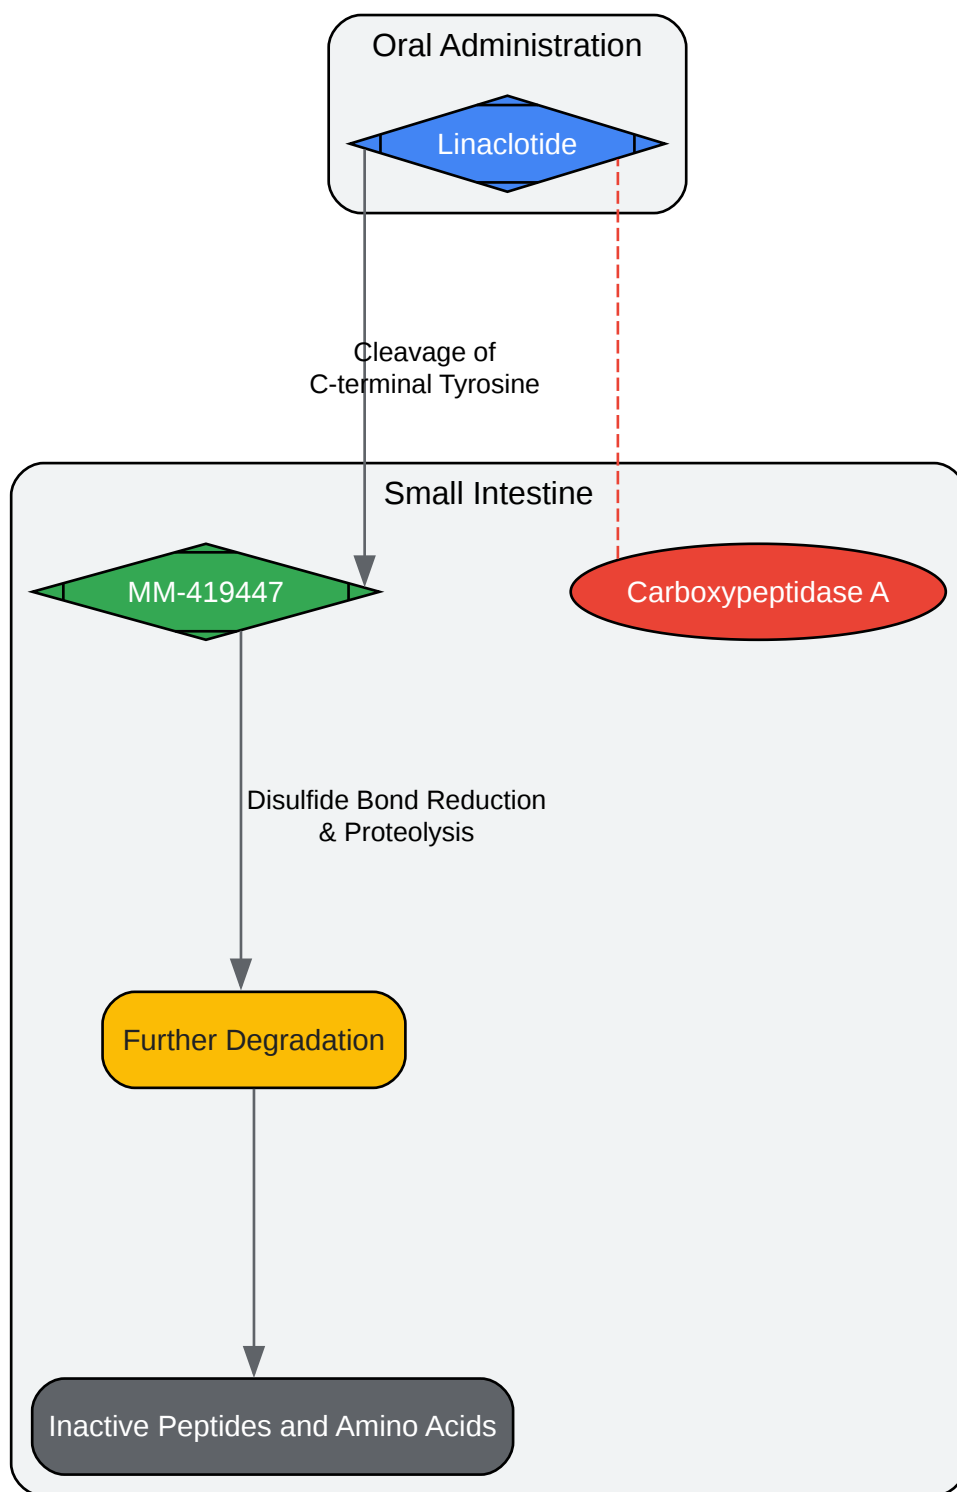 Oral Administration
Linaclotide
Cleavage of
C-terminal Tyrosine
Small Intestine
MM-419447
Carboxypeptidase A
Disulfide Bond Reduction
& Proteolysis
Further Degradation
Inactive Peptides and Amino Acids